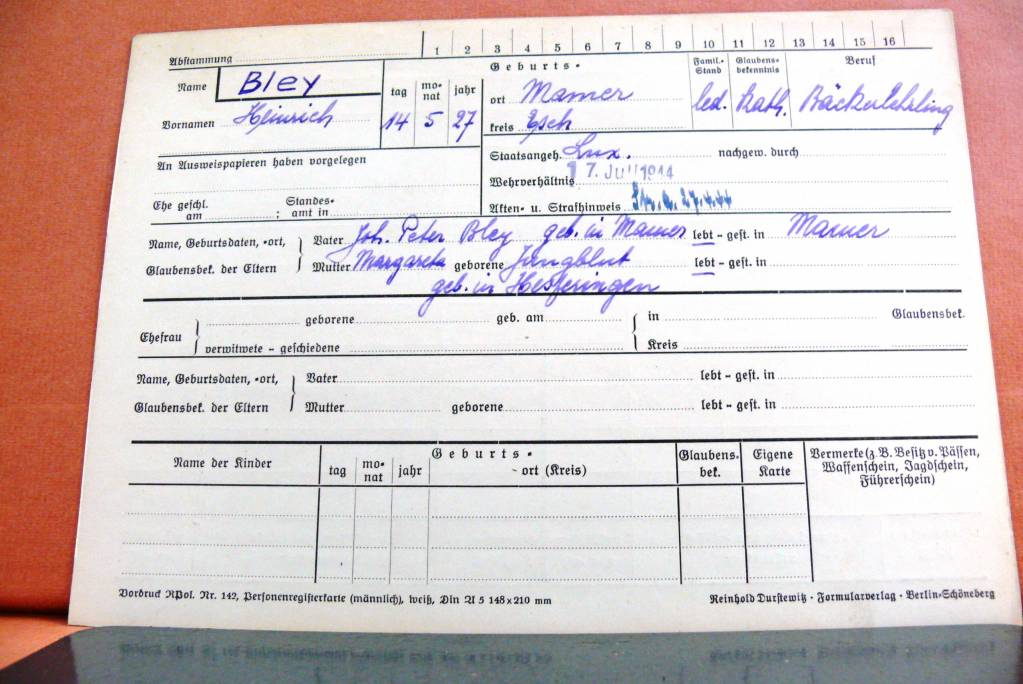 Abstammung 1 2 3 4 5 6 7 8 9 10 11 12 13 14 15 16
Name Bley
Vornamen Heinrich
tag monat jahr
14 5 27
Geburts-
ort Mamer
kreis Esch
Famil.-Stand
led.
Glaubensbekenntnis
Kath.
Beruf
Bäckerlehrling
An Ausweispapieren haben vorgelegen
Staatsangeh. Lux. nachgew. durch
Wehrverhältnis 17. Juli 1944
Ehe geschl. am ; Standesamt in
Akten- u. Strafhinweis 27.4.44
Name, Geburtsdaten, -ort, Vater Joh. Peter Bley geb. in Mamer lebt - gest. in Mamer
Glaubensbek. der Eltern Mutter Margareta geborene Jungblut lebt - gest. in
geb. in Hesperingen
geborene geb. am in Glaubensbek.
Ehefrau
verwitwete - geschiedene Kreis
Name, Geburtsdaten, -ort, Vater lebt - gest. in
Glaubensbek. der Eltern Mutter geborene lebt - gest. in
Name der Kinder
Geburts-
tag monat jahr ort (Kreis)
Glaubens. bek.
Eigene Karte
Vermerke (z. B. Besitz v. Pässen,
Waffenschein, Jagdschein,
Führerschein)
Vordruck RPol. Nr. 142, Personenregisterkarte (männlich), weiß, Din A 5 148 x 210 mm
Reinhold Durstewitz · Formularverlag · Berlin-Schöneberg